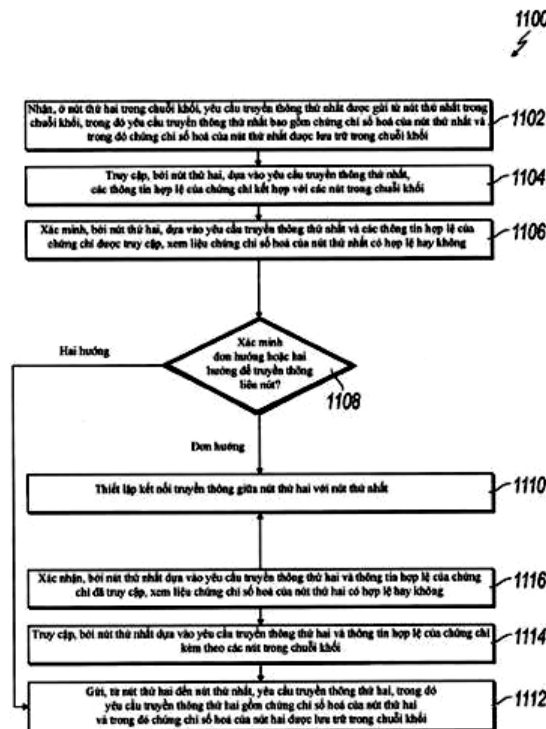 1100
Nhận, ở nút thứ hai trong chuỗi khối, yêu cầu truyền thông thứ nhất được gửi từ nút thứ nhất trong
chuỗi khối, trong đó yêu cầu truyền thông thứ nhất bao gồm chứng chỉ số hoá của nút thứ nhất và
trong đó chứng chỉ số hoá của nút thứ nhất được lưu trữ trong chuỗi khối
1102
Truy cập, bởi nút thứ hai, dựa vào yêu cầu truyền thông thứ nhất,
các thông tin hợp lệ của chứng chỉ kết hợp với các nút trong chuỗi khối
1104
Xác minh, bởi nút thứ hai, dựa vào yêu cầu truyền thông thứ nhất và các thông tin hợp lệ của
chứng chỉ được truy cập, xem liệu chứng chỉ số hoá của nút thứ nhất có hợp lệ hay không
1106
Hai hướng
Xác minh
đơn hướng hoặc hai
hướng để truyền thông
liên nút?
1108
Đơn hướng
Thiết lập kết nối truyền thông giữa nút thứ hai với nút thứ nhất
1110
Xác nhận, bởi nút thứ nhất dựa vào yêu cầu truyền thông thứ hai và thông tin hợp lệ của chứng
chỉ đã truy cập, xem liệu chứng chỉ số hoá của nút thứ hai có hợp lệ hay không
1116
Truy cập, bởi nút thứ nhất dựa vào yêu cầu truyền thông thứ hai và thông tin hợp lệ của chứng chỉ
kèm theo các nút trong chuỗi khối
1114
Gửi, từ nút thứ hai đến nút thứ nhất, yêu cầu truyền thông thứ hai, trong đó
yêu cầu truyền thông thứ hai gồm chứng chỉ số hoá của nút thứ hai
và trong đó chứng chỉ số hoá của nút hai được lưu trữ trong chuỗi khối
1112